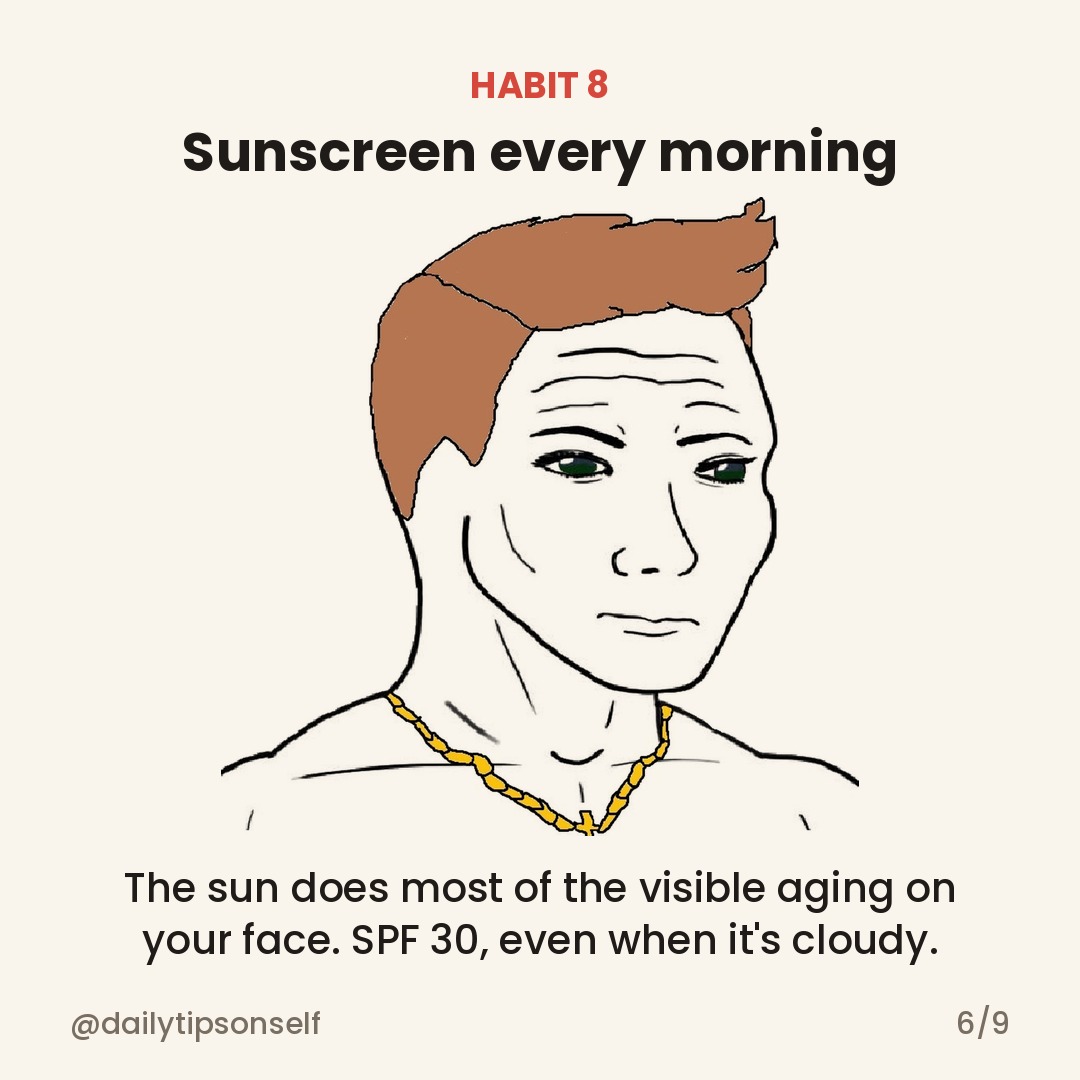 HABIT 8
Sunscreen every morning
The sun does most of the visible aging on
your face. SPF 30, even when it's cloudy.
@dailytipsonself
6/9